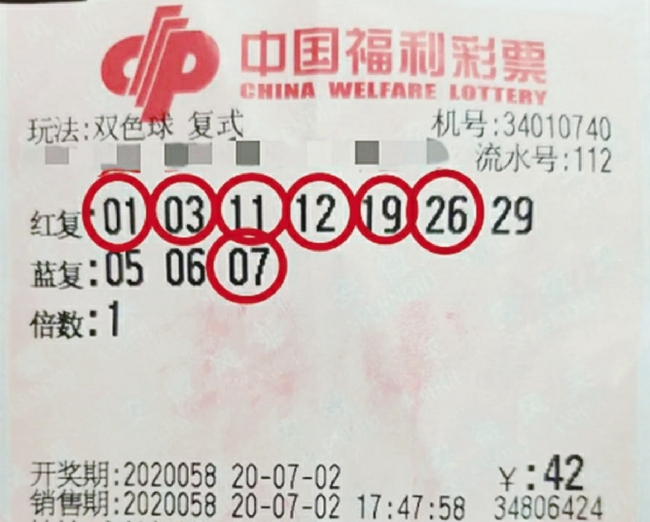 中国福利彩票
CHINA WELFARE LOTTERY
玩法:双色球 复式 机号:34010740
流水号:112
红复:01 03 11 12 19 26 29
蓝复:05 06 07
倍数:1
开奖期:2020058 20-07-02 ¥:42
销售期:2020058 20-07-02 17:47:58 34806424